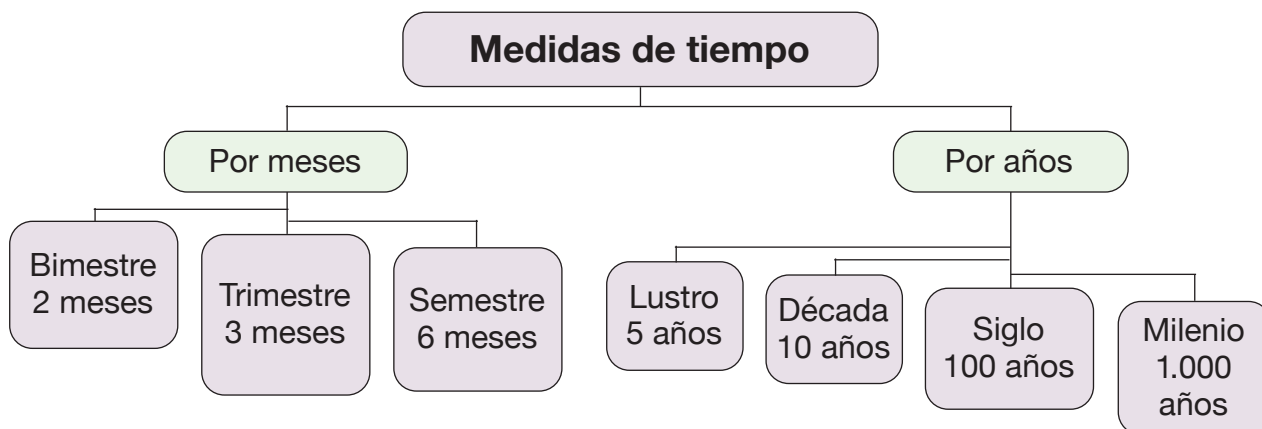 Medidas de tiempo
Por meses
Por años
Bimestre
2 meses
Trimestre
3 meses
Semestre
6 meses
Lustro
5 años
Década
10 años
Siglo
100 años
Milenio
1.000
años